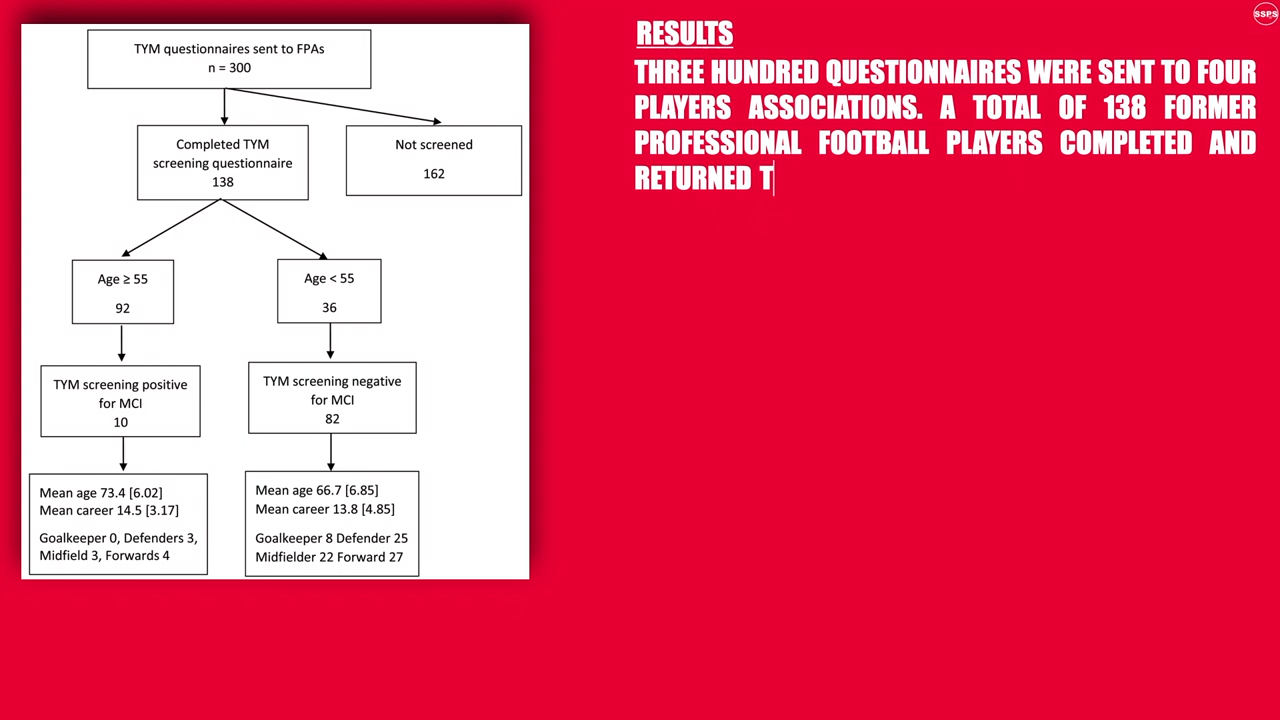 TYM questionnaires sent to FPAs
n = 300
Completed TYM
screening questionnaire
138
Not screened
162
Age ≥ 55
92
Age < 55
36
TYM screening positive
for MCI
10
TYM screening negative
for MCI
82
Mean age 73.4 [6.02]
Mean career 14.5 [3.17]
Goalkeeper 0, Defenders 3,
Midfield 3, Forwards 4
Mean age 66.7 [6.85]
Mean career 13.8 [4.85]
Goalkeeper 8 Defender 25
Midfielder 22 Forward 27
SSPS
RESULTS
THREE HUNDRED QUESTIONNAIRES WERE SENT TO FOUR
PLAYERS ASSOCIATIONS. A TOTAL OF 138 FORMER
PROFESSIONAL FOOTBALL PLAYERS COMPLETED AND
RETURNED T